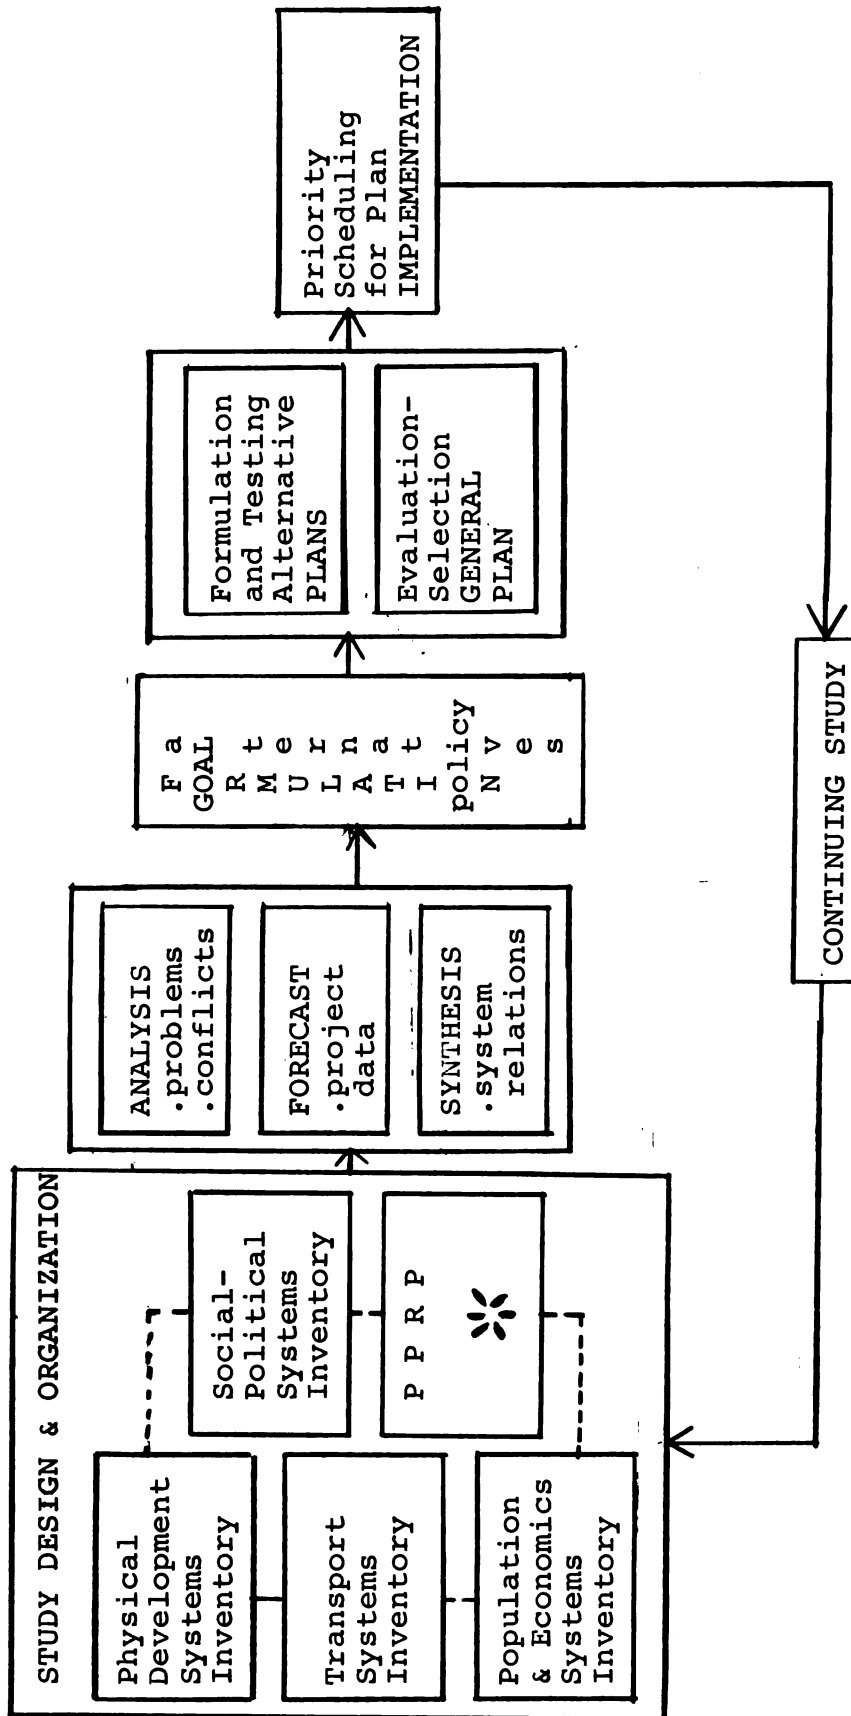 STUDY DESIGN & ORGANIZATION
Physical
Development
Systems
Inventory
Transport
Systems
Inventory
Population
& Economics
Systems
Inventory
Social-
Political
Systems
Inventory
P P R P
ANALYSIS
.problems
.conflicts
FORECAST
.project
data
SYNTHESIS
.system
relations
F a
GOAL
R t
M e
U r
L n
A a
T t
I
policy
N v
e
s
Formulation
and Testing
Alternative
PLANS
Evaluation-
Selection
GENERAL
PLAN
Priority
Scheduling
for Plan
IMPLEMENTATION
CONTINUING STUDY